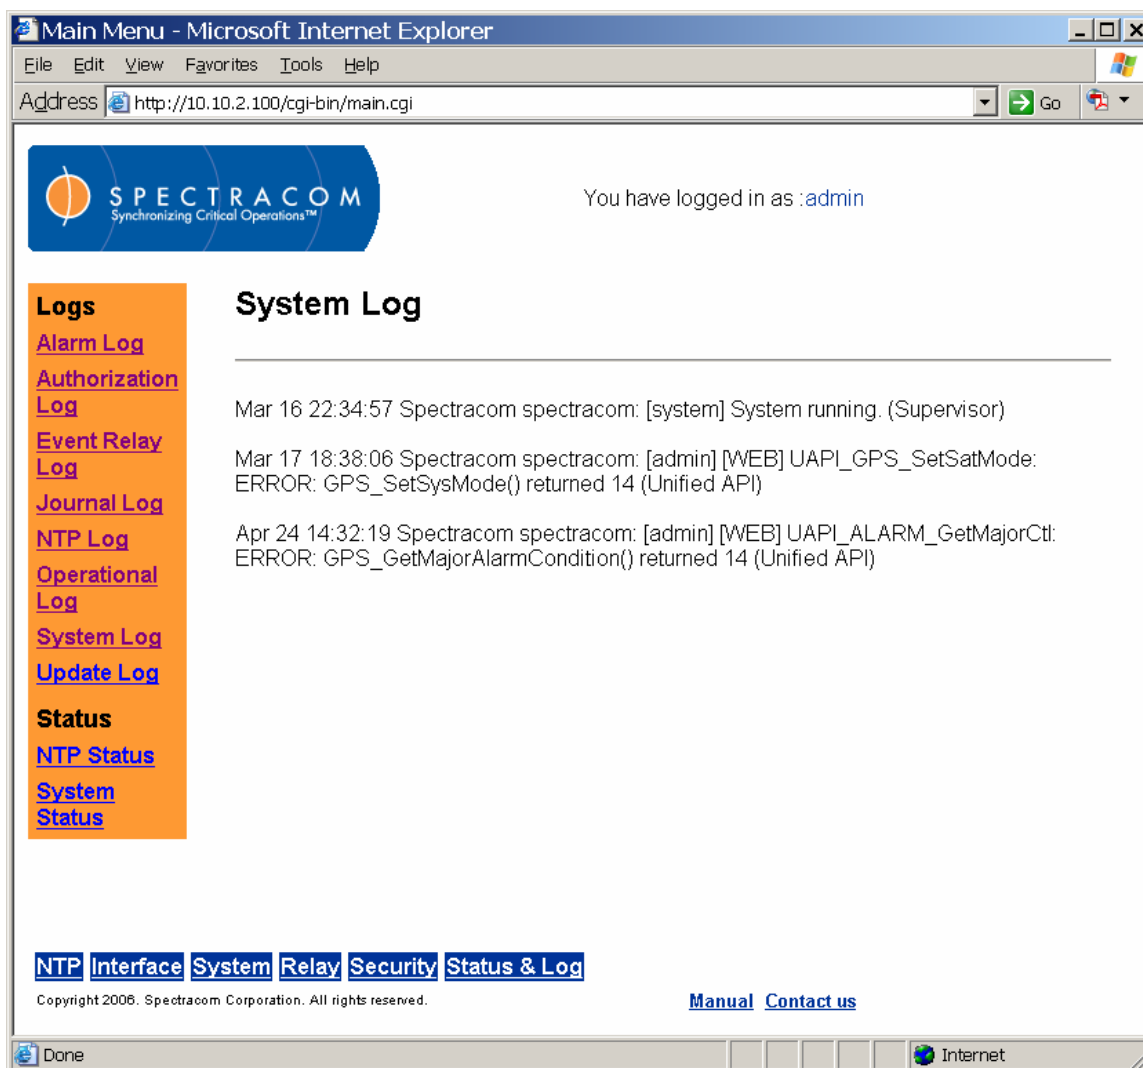 Main Menu - Microsoft Internet Explorer
File Edit View Favorites Tools Help
Address http://10.10.2.100/cgi-bin/main.cgi Go
SPECTRACOM
Synchronizing Critical Operations™
You have logged in as :admin
Logs
Alarm Log
Authorization
Log
Event Relay
Log
Journal Log
NTP Log
Operational
Log
System Log
Update Log
Status
NTP Status
System
Status
System Log
Mar 16 22:34:57 Spectracom spectracom: [system] System running. (Supervisor)
Mar 17 18:38:06 Spectracom spectracom: [admin] [WEB] UAPI_GPS_SetSatMode:
ERROR: GPS_SetSysMode() returned 14 (Unified API)
Apr 24 14:32:19 Spectracom spectracom: [admin] [WEB] UAPI_ALARM_GetMajorCtl:
ERROR: GPS_GetMajorAlarmCondition() returned 14 (Unified API)
NTP Interface System Relay Security Status & Log
Copyright 2006. Spectracom Corporation. All rights reserved.
Manual Contact us
Done Internet